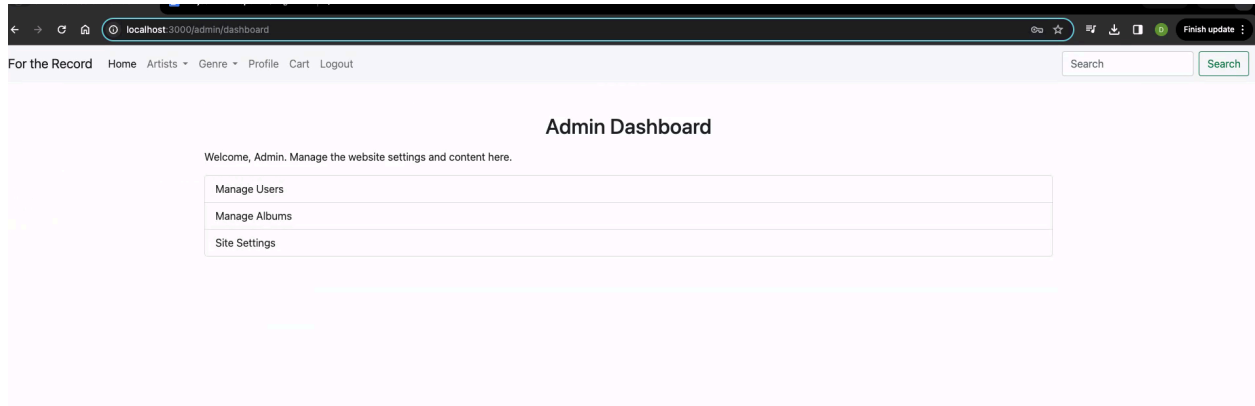 localhost:3000/admin/dashboard
D
Finish update
For the Record Home Artists Genre Profile Cart Logout Search Search
Admin Dashboard
Welcome, Admin. Manage the website settings and content here.
Manage Users
Manage Albums
Site Settings